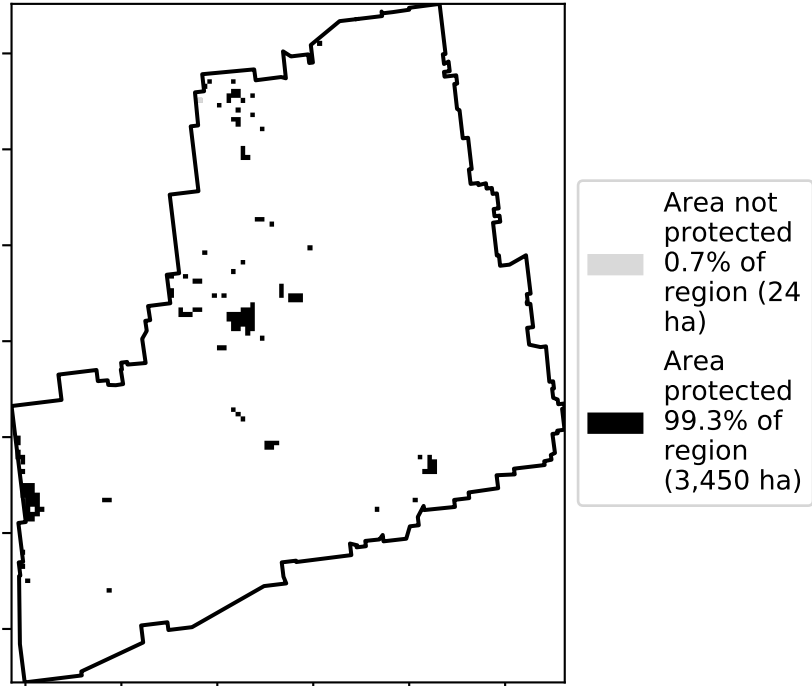 Area not
protected
0.7% of
region (24
ha)
Area
protected
99.3% of
region
(3,450 ha)